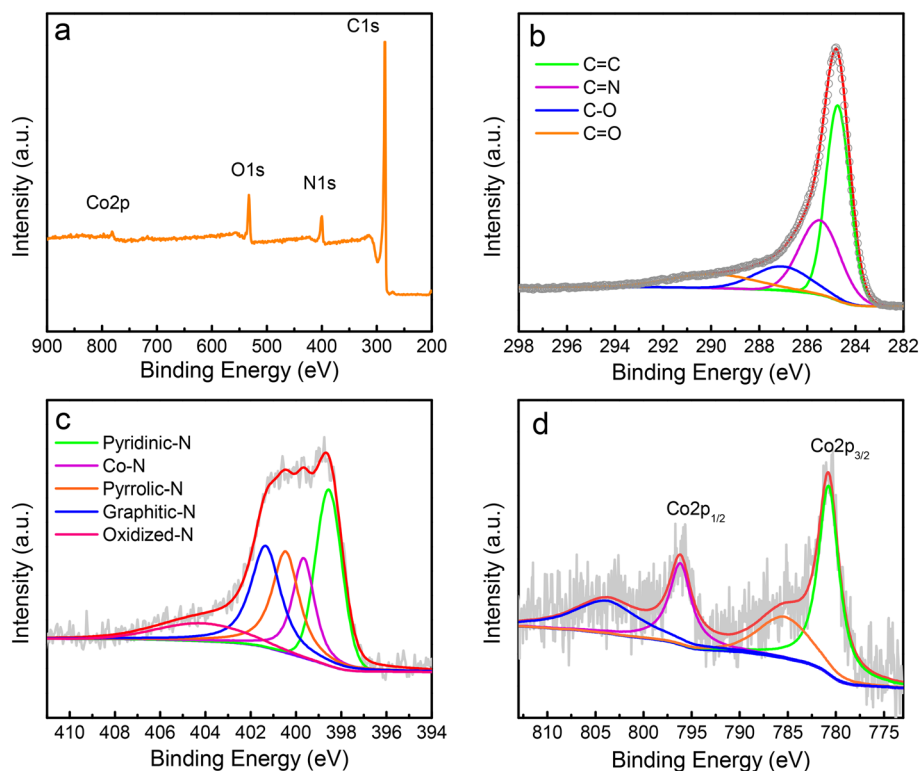 a
C1s
O1s
N1s
Co2p
Intensity (a.u.)
900 800 700 600 500 400 300 200
Binding Energy (eV)
b
C=C
C=N
C-O
C=O
Intensity (a.u.)
298 296 294 292 290 288 286 284 282
Binding Energy (eV)
c
Pyridinic-N
Co-N
Pyrrolic-N
Graphitic-N
Oxidized-N
Intensity (a.u.)
410 408 406 404 402 400 398 396 394
Binding Energy (eV)
d
Co2p3/2
Co2p1/2
Intensity (a.u.)
810 805 800 795 790 785 780 775
Binding Energy (eV)